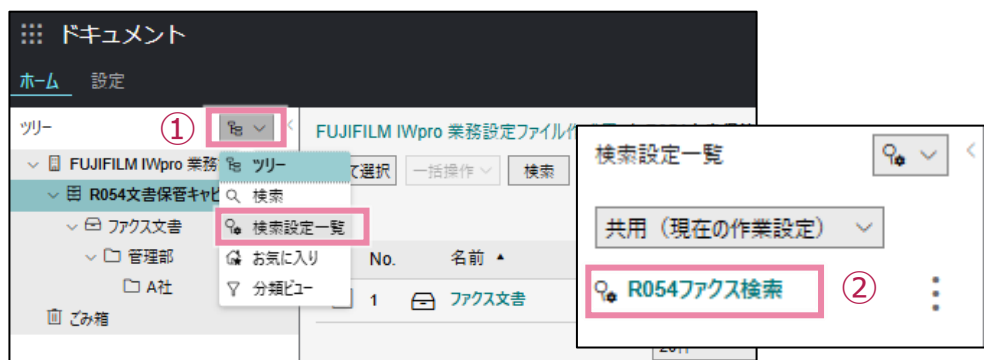 ドキュメント
ホーム 設定
ツリー
①
FUJIFILM IWpro 業務
R054文書保管キャビ
ファクス文書
管理部
A社
ごみ箱
ツリー
検索
検索設定一覧
お気に入り
分類ビュー
FUJIFILM IWpro 業務設定ファイル作
て選択 一括操作 検索
No. 名前
1 ファクス文書
検索設定一覧
共用（現在の作業設定）
R054ファクス検索 ②